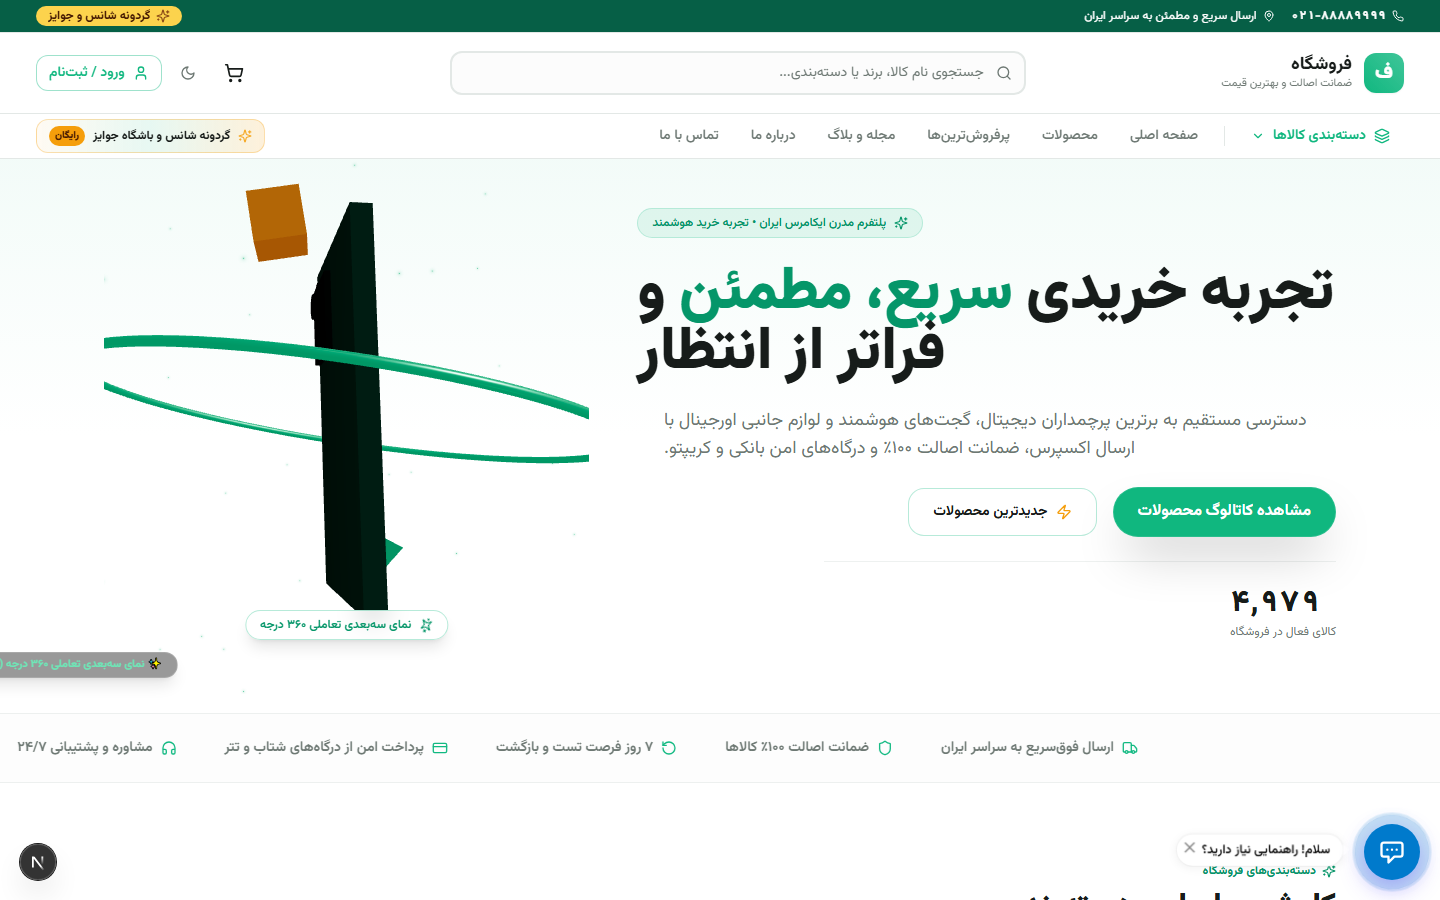 ۰۲۱-۸۸۸۸۹۹۹۹
ارسال سریع و مطمئن به سراسر ایران
گردونه شانس و جوایز
ف
فروشگاه
ضمانت اصالت و بهترین قیمت
جستجوی نام کالا، برند یا دسته‌بندی...
ورود / ثبت‌نام
دسته‌بندی کالاها
صفحه اصلی
محصولات
پرفروش‌ترین‌ها
مجله و بلاگ
درباره ما
تماس با ما
گردونه شانس و باشگاه جوایز
رایگان
پلتفرم مدرن ایکامرس ایران • تجربه خرید هوشمند
تجربه خریدی سریع، مطمئن و
فراتر از انتظار
دسترسی مستقیم به برترین پرچمداران دیجیتال، گجت‌های هوشمند و لوازم جانبی اورجینال با
ارسال اکسپرس، ضمانت اصالت ۱۰۰٪ و درگاه‌های امن بانکی و کریپتو.
مشاهده کاتالوگ محصولات
جدیدترین محصولات
۴,۹۷۹
کالای فعال در فروشگاه
نمای سه‌بعدی تعاملی ۳۶۰ درجه
نمای سه‌بعدی تعاملی ۳۶۰ درجه (
ارسال فوق‌سریع به سراسر ایران
ضمانت اصالت ۱۰۰٪ کالاها
۷ روز فرصت تست و بازگشت
پرداخت امن از درگاه‌های شتاب و تتر
مشاوره و پشتیبانی ۲۴/۷
سلام! راهنمایی نیاز دارید؟
دسته‌بندی‌های فروشگاه
N